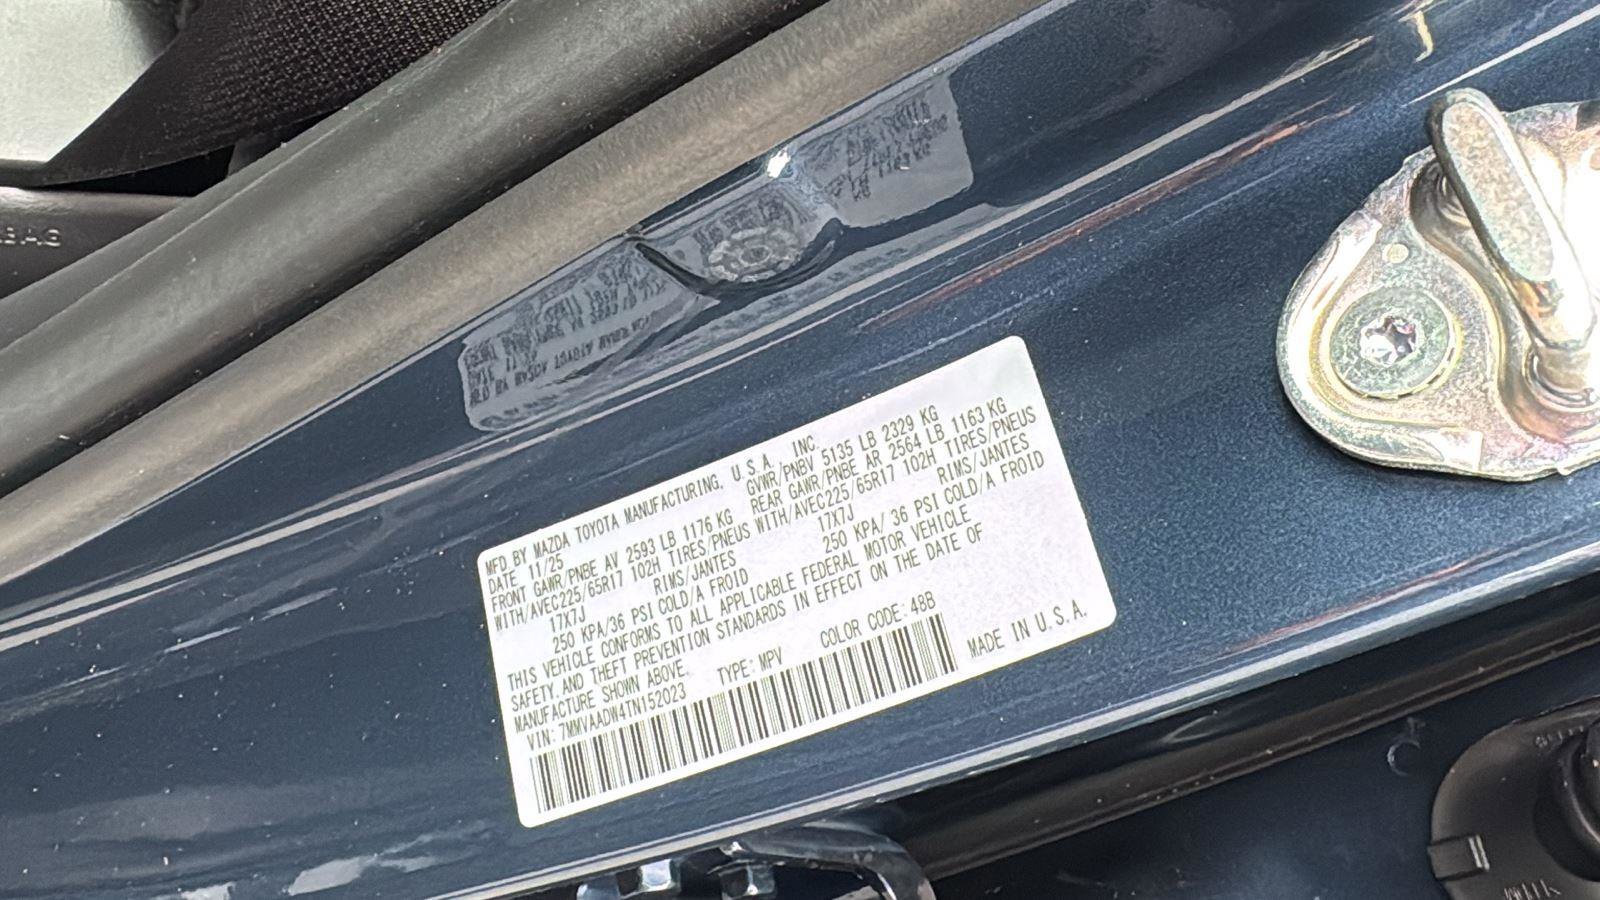 MFD BY MAZDA TOYOTA MANUFACTURING, U.S.A. INC.
DATE 11/25 GVWR/PNBV 5135 LB 2329 KG
FRONT GAWR/PNBE AV 2593 LB 1176 KG REAR GAWR/PNBE AR 2564 LB 1163 KG
WITH/AVEC225/65R17 102H TIRES/PNEUS WITH/AVEC225/65R17 102H TIRES/PNEUS
17X7J RIMS/JANTES 17X7J RIMS/JANTES
250 KPA/36 PSI COLD/A FROID 250 KPA/ 36 PSI COLD/A FROID
THIS VEHICLE CONFORMS TO ALL APPLICABLE FEDERAL MOTOR VEHICLE
SAFETY, AND THEFT PREVENTION STANDARDS IN EFFECT ON THE DATE OF
MANUFACTURE SHOWN ABOVE.
VIN: 7MMVAADW4TN152023 TYPE: MPV COLOR CODE: 48B
MADE IN U.S.A.